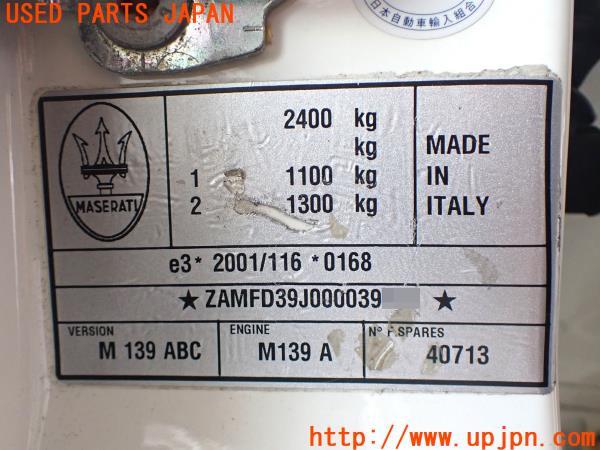 USED PARTS JAPAN
日本自動車輸入組合
2400 kg
kg
1 1100 kg
2 1300 kg
MADE
IN
ITALY
MASERATI
e3* 2001/116 *0168
★ ZAMFD39J000039 ★
VERSION
M 139 ABC
ENGINE
M139 A
N° P.SPARES
40713
http://www.upjpn.com